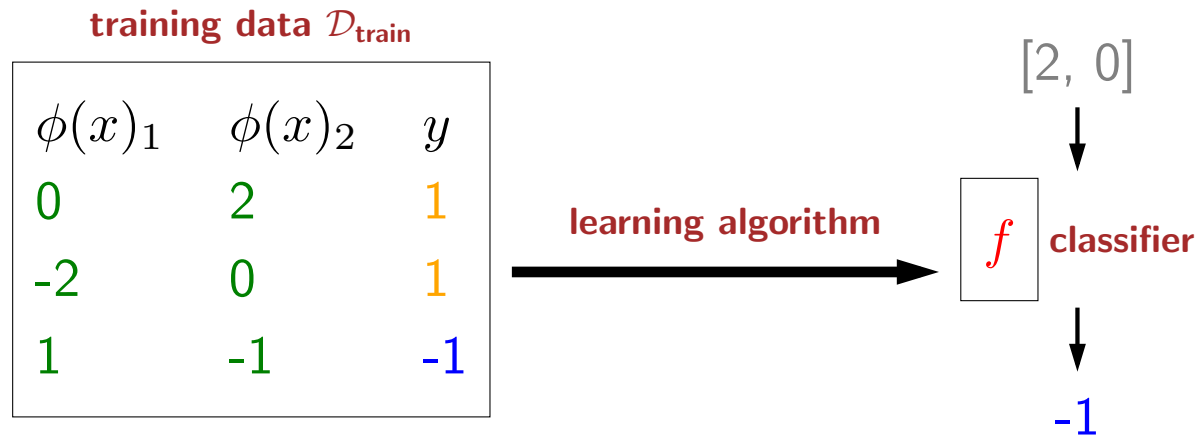 training data 𝒟train
ϕ(x)₁ ϕ(x)₂ y
0 2 1
-2 0 1
1 -1 -1
learning algorithm
[2, 0]
f classifier
-1